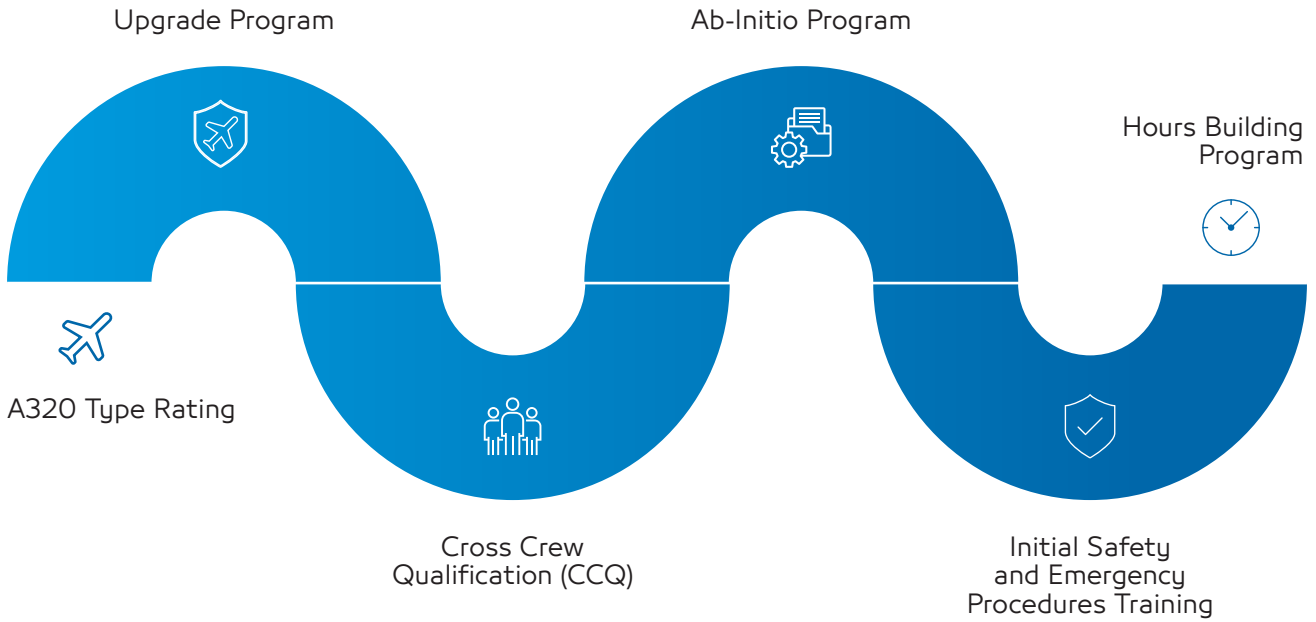 Upgrade Program
Ab-Initio Program
Hours Building
Program
A320 Type Rating
Cross Crew
Qualification (CCQ)
Initial Safety
and Emergency
Procedures Training